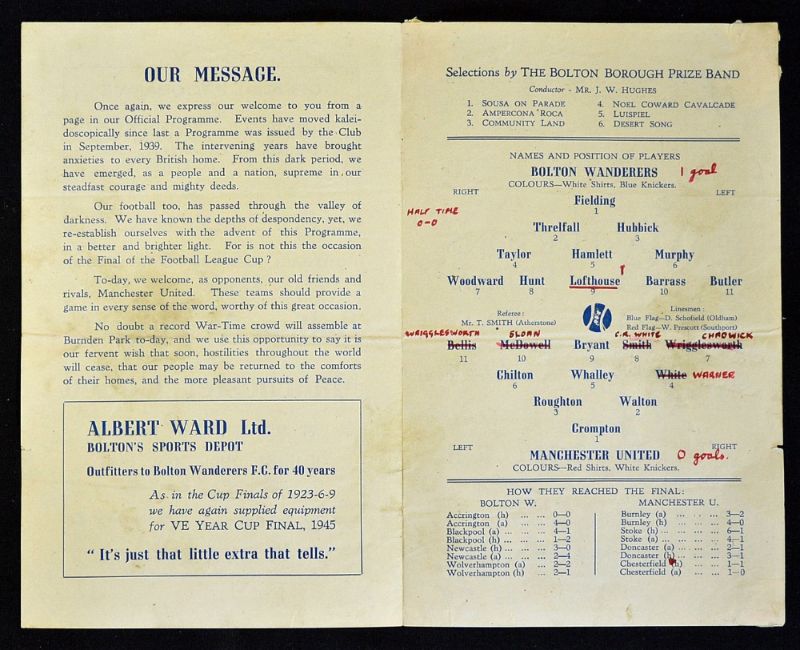 OUR MESSAGE.
Once again, we express our welcome to you from a
page in our Official Programme. Events have moved kalei-
doscopically since last a Programme was issued by the Club
in September, 1939. The intervening years have brought
anxieties to every British home. From this dark period, we
have emerged, as a people and a nation, supreme in our
steadfast courage and mighty deeds.
Our football too, has passed through the valley of
darkness. We have known the depths of despondency, yet, we
re-establish ourselves with the advent of this Programme,
in a better and brighter light. For is not this the occasion
of the Final of the Football League Cup ?
To-day, we welcome, as opponents, our old friends and
rivals, Manchester United. These teams should provide a
game in every sense of the word, worthy of this great occasion.
No doubt a record War-Time crowd will assemble at
Burnden Park to-day, and we use this opportunity to say it is
our fervent wish that soon, hostilities throughout the world
will cease, that our people may be returned to the comforts
of their homes, and the more pleasant pursuits of Peace.
ALBERT WARD Ltd.
BOLTON'S SPORTS DEPOT
Outfitters to Bolton Wanderers F.C. for 40 years
As in the Cup Finals of 1923-6-9
we have again supplied equipment
for VE YEAR CUP FINAL, 1945
" It's just that little extra that tells."
Selections by THE BOLTON BOROUGH PRIZE BAND
Conductor - MR. J. W. HUGHES
1. SOUSA ON PARADE 4. NOEL COWARD CAVALCADE
2. AMPERCONA ROCA 5. LUISPIEL
3. COMMUNITY LAND 6. DESERT SONG
NAMES AND POSITION OF PLAYERS
BOLTON WANDERERS 1 goal
COLOURS—White Shirts, Blue Knickers.
RIGHT LEFT
Fielding
1
HALF TIME
0-0
Threlfall Hubbick
2 3
Taylor Hamlett Murphy
4 5 6
Woodward Hunt Lofthouse Barrass Butler
7 8 9 10 11
Referee :
Mr. T. SMITH (Atherstone)
Linesmen :
Blue Flag—D. Schofield (Oldham)
Red Flag—W. Prescott (Southport)
WRIGGLESWORTH SLOAN C.R. WHITE CHADWICK
Bellis McDowell Bryant Smith Wrigglesworth
11 10 9 8 7
Chilton Whalley White WARNER
6 5 4
Roughton Walton
3 2
Crompton
1
LEFT RIGHT
MANCHESTER UNITED 0 goals.
COLOURS—Red Shirts, White Knickers.
HOW THEY REACHED THE FINAL:
BOLTON W. MANCHESTER U.
Accrington (h) ... ... 0—0 Burnley (a) ... ... 3—2
Accrington (a) ... ... 4—0 Burnley (h) ... ... 4—0
Blackpool (a) ... ... 4—1 Stoke (h) ... ... 6—1
Blackpool (h) ... ... 1—2 Stoke (a) ... ... 4—1
Newcastle (h) ... ... 3—0 Doncaster (a) ... ... 2—1
Newcastle (a) ... ... 2—4 Doncaster (h) ... ... 3—1
Wolverhampton (a) ... 2—2 Chesterfield (h) ... 1—1
Wolverhampton (h) ... 2—1 Chesterfield (a) ... 1—0